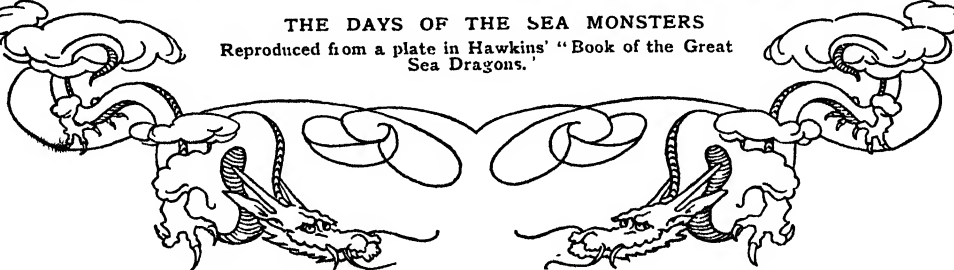 THE DAYS OF THE SEA MONSTERS
Reproduced from a plate in Hawkins' "Book of the Great
Sea Dragons.'